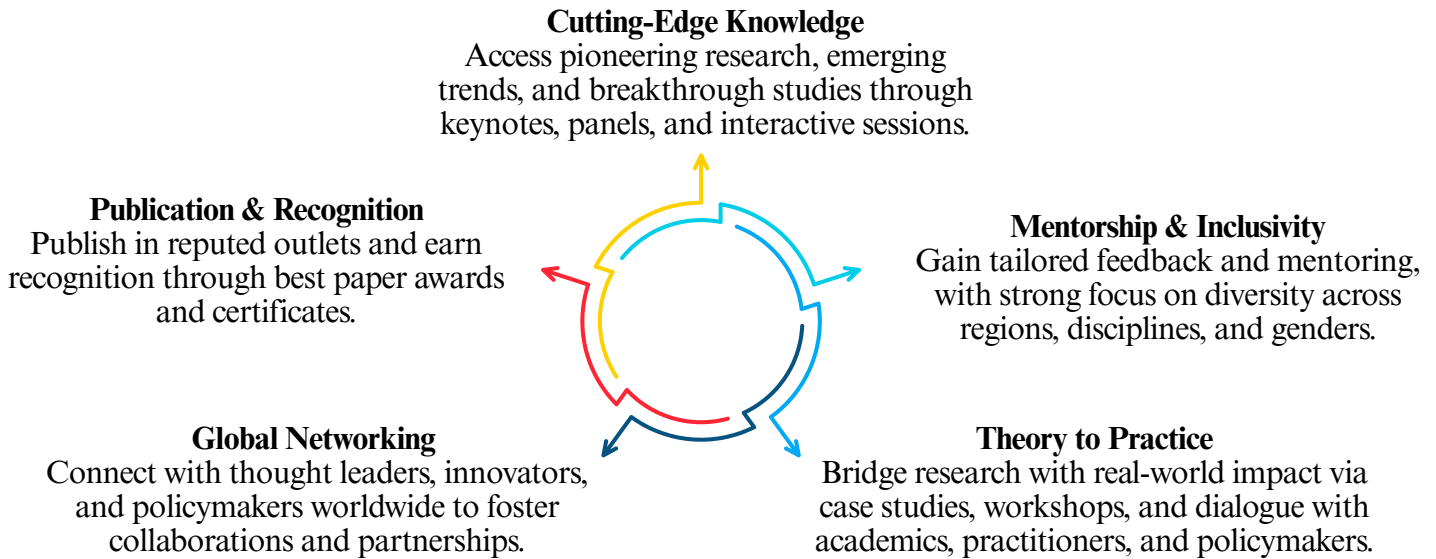 Cutting-Edge Knowledge
Access pioneering research, emerging
trends, and breakthrough studies through
keynotes, panels, and interactive sessions.
Publication & Recognition
Publish in reputed outlets and earn
recognition through best paper awards
and certificates.
Mentorship & Inclusivity
Gain tailored feedback and mentoring,
with strong focus on diversity across
regions, disciplines, and genders.
Global Networking
Connect with thought leaders, innovators,
and policymakers worldwide to foster
collaborations and partnerships.
Theory to Practice
Bridge research with real-world impact via
case studies, workshops, and dialogue with
academics, practitioners, and policymakers.